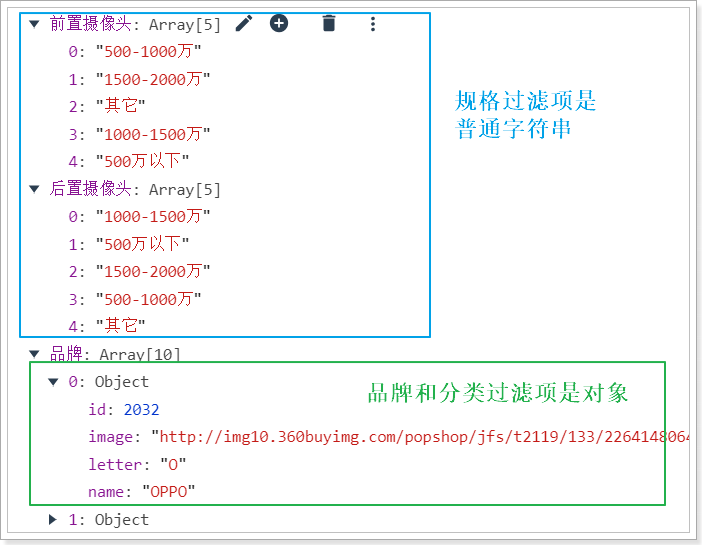 前置摄像头: Array[5]
0: "500-1000万"
1: "1500-2000万"
2: "其它"
3: "1000-1500万"
4: "500万以下"
规格过滤项是
普通字符串
后置摄像头: Array[5]
0: "1000-1500万"
1: "500万以下"
2: "1500-2000万"
3: "500-1000万"
4: "其它"
品牌: Array[10]
0: Object
品牌和分类过滤项是对象
id: 2032
image: "http://img10.360buyimg.com/popshop/jfs/t2119/133/2264148064
letter: "O"
name: "OPPO"
1: Object